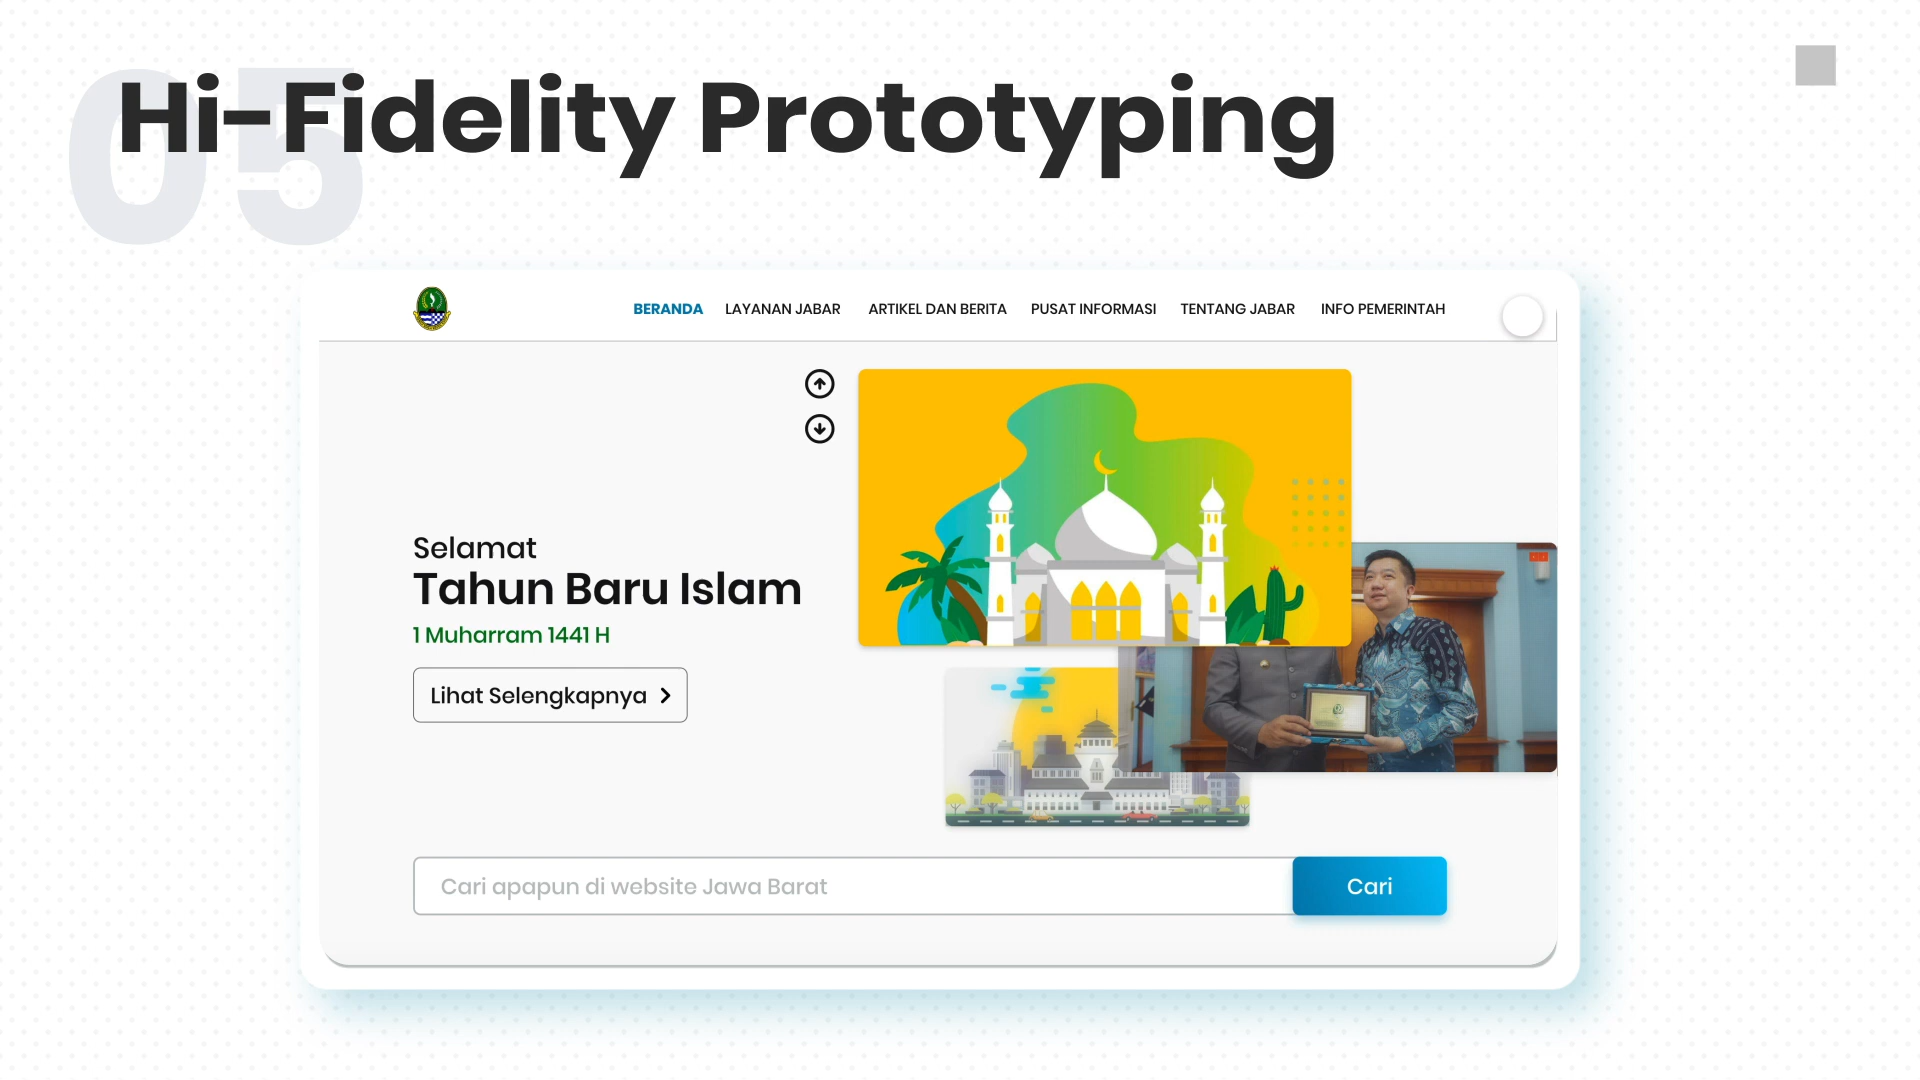 05
Hi-Fidelity Prototyping
BERANDA LAYANAN JABAR ARTIKEL DAN BERITA PUSAT INFORMASI TENTANG JABAR INFO PEMERINTAH
Selamat
Tahun Baru Islam
1 Muharram 1441 H
Lihat Selengkapnya
Cari apapun di website Jawa Barat
Cari